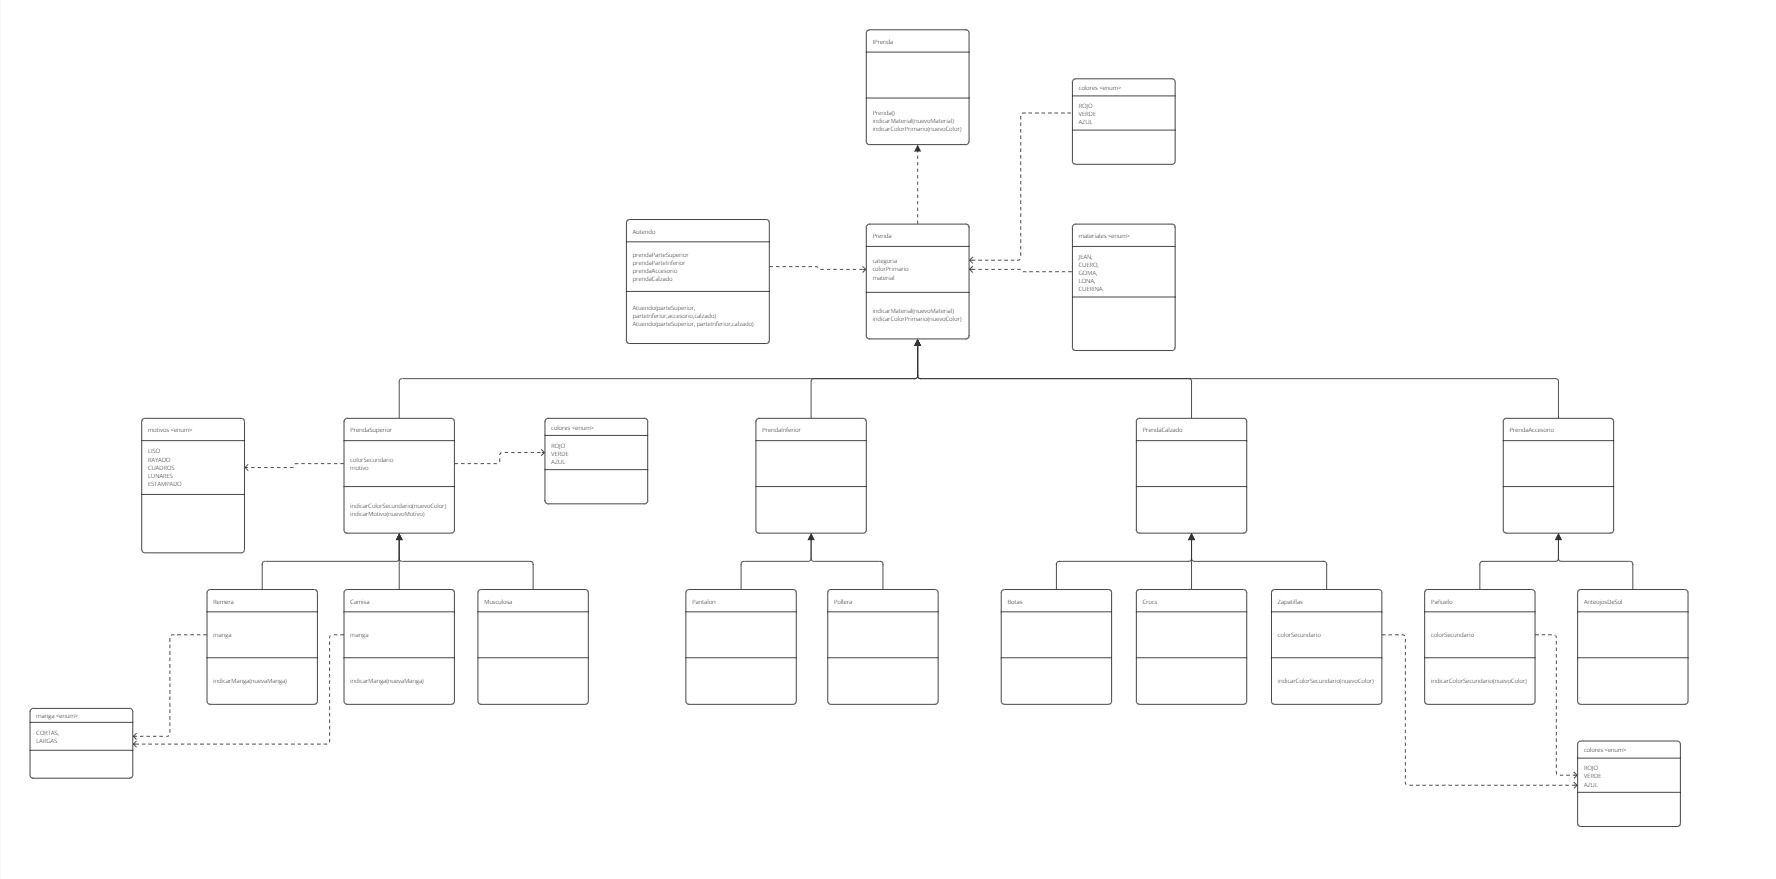 IPrenda
Prenda()
indicarMaterial(nuevoMaterial)
indicarColorPrimario(nuevoColor)
colores <enum>
ROJO
VERDE
AZUL
Autendo
prendaParteSuperior
prendaParteInferior
prendaAccesorio
prendaCalzado
Atuendo(parteSuperior,
parteInferior,accesorio,calzado)
Atuendo(parteSuperior, parteInferior,calzado)
Prenda
categoria
colorPrimario
material
indicarMaterial(nuevoMaterial)
indicarColorPrimario(nuevoColor)
materiales <enum>
JEAN,
CUERO,
GOMA,
LONA,
CUERINA
motivos <enum>
LISO
RAYADO
CUADROS
LUNARES
ESTAMPADO
PrendaSuperior
colorSecundario
motivo
indicarColorSecundario(nuevoColor)
indicarMotivo(nuevoMotivo)
colores <enum>
ROJO
VERDE
AZUL
PrendaInferior
PrendaCalzado
PrendaAccesorio
Remera
manga
indicarManga(nuevaManga)
Camisa
manga
indicarManga(nuevaManga)
Musculosa
Pantalon
Pollera
Botas
Crocs
Zapatillas
colorSecundario
indicarColorSecundario(nuevoColor)
Pañuelo
colorSecundario
indicarColorSecundario(nuevoColor)
AnteojosDeSol
manga <enum>
CORTAS,
LARGAS
colores <enum>
ROJO
VERDE
AZUL